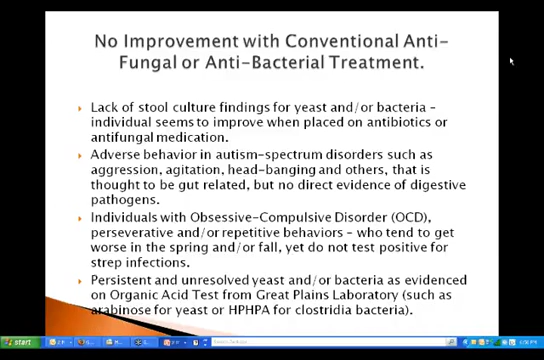 No Improvement with Conventional Anti-
Fungal or Anti-Bacterial Treatment.
Lack of stool culture findings for yeast and/or bacteria –
individual seems to improve when placed on antibiotics or
antifungal medication.
Adverse behavior in autism-spectrum disorders such as
aggression, agitation, head-banging and others, that is
thought to be gut related, but no direct evidence of digestive
pathogens.
Individuals with Obsessive-Compulsive Disorder (OCD),
perseverative and/or repetitive behaviors – who tend to get
worse in the spring and/or fall, yet do not test positive for
strep infections.
Persistent and unresolved yeast and/or bacteria as evidenced
on Organic Acid Test from Great Plains Laboratory (such as
arabinose for yeast or HPHPA for clostridia bacteria).
start